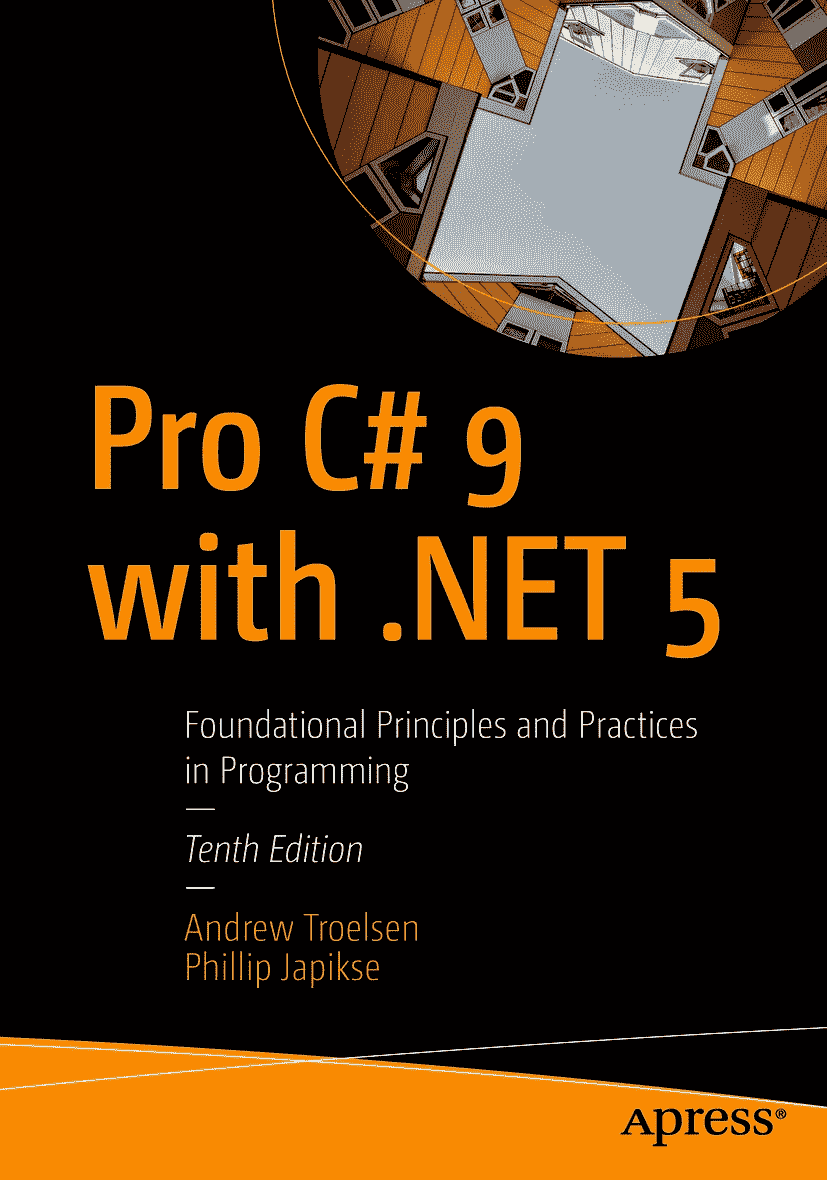 Pro C# 9
with .NET 5
Foundational Principles and Practices
in Programming
—
Tenth Edition
—
Andrew Troelsen
Phillip Japikse
Apress®